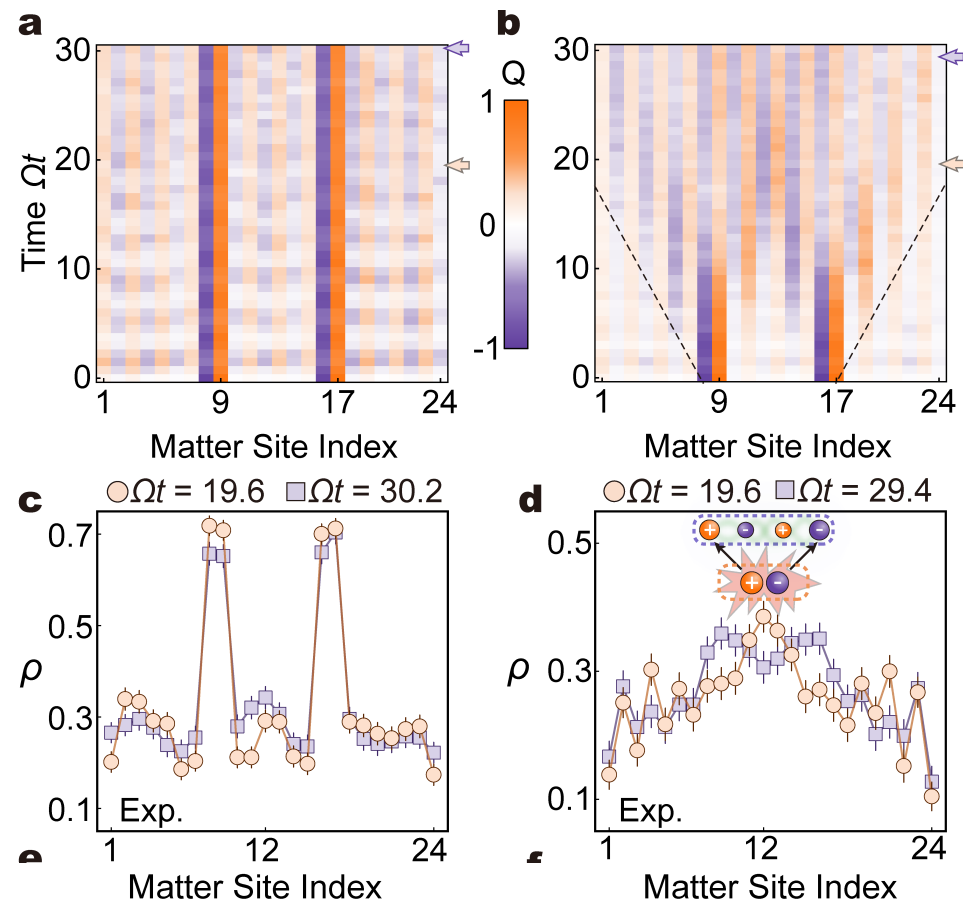 a
30
20
10
0
Time Ωt
1 9 17 24
Matter Site Index
Q
1
0
-1
b
30
20
10
0
1 9 17 24
Matter Site Index
c
Ωt = 19.6 Ωt = 30.2
0.7
0.5
0.3
0.1
ρ
Exp.
1 12 24
Matter Site Index
d
Ωt = 19.6 Ωt = 29.4
+ - + -
+ -
0.5
0.3
0.1
ρ
Exp.
1 12 24
Matter Site Index
e
f